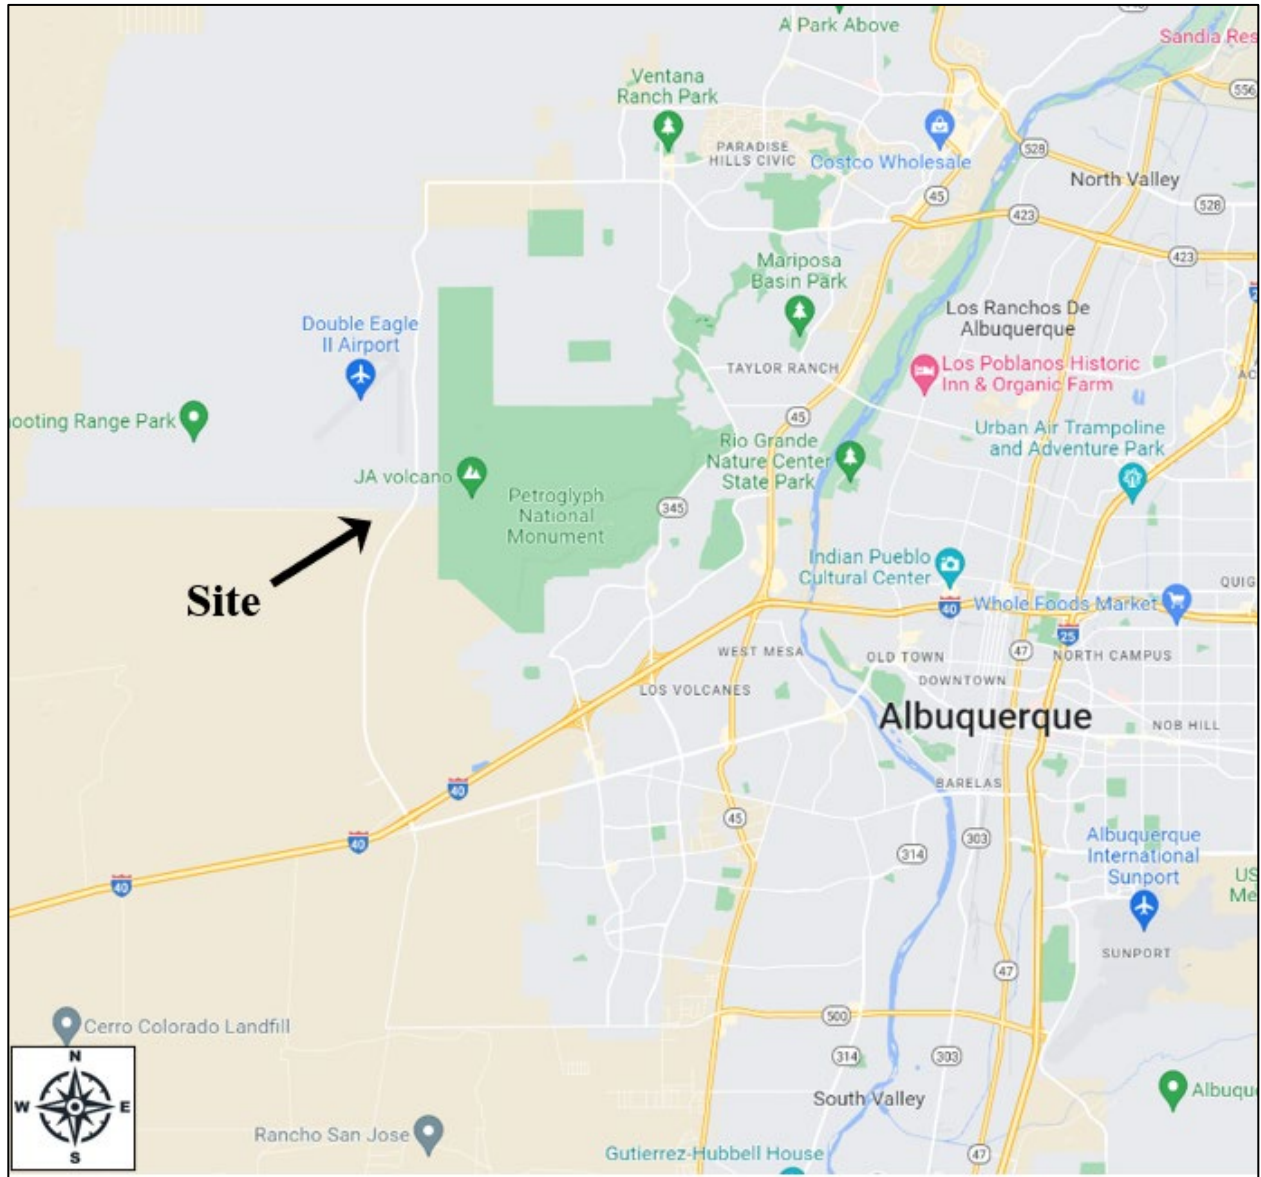 A Park Above
Sandia Res
Ventana
Ranch Park
556
PARADISE
HILLS CIVIC
Costco Wholesale
528
North Valley
45
528
423
423
Mariposa
Basin Park
Los Ranchos De
Albuquerque
Double Eagle
II Airport
TAYLOR RANCH
Los Poblanos Historic
Inn & Organic Farm
AC
ooting Range Park
45
Urban Air Trampoline
and Adventure Park
Rio Grande
Nature Center
State Park
JA volcano
Petroglyph
National
Monument
345
Indian Pueblo
Cultural Center
QUIG
Site
40
Whole Foods Market
25
WEST MESA
OLD TOWN
47
NORTH CAMPUS
DOWNTOWN
LOS VOLCANES
Albuquerque
NOB HILL
BARELAS
40
45
303
40
314
Albuquerque
International
Sunport
40
US
Me
SUNPORT
47
500
Cerro Colorado Landfill
314
303
N
W
E
S
South Valley
Albuqu
Rancho San Jose
Gutierrez-Hubbell House
47